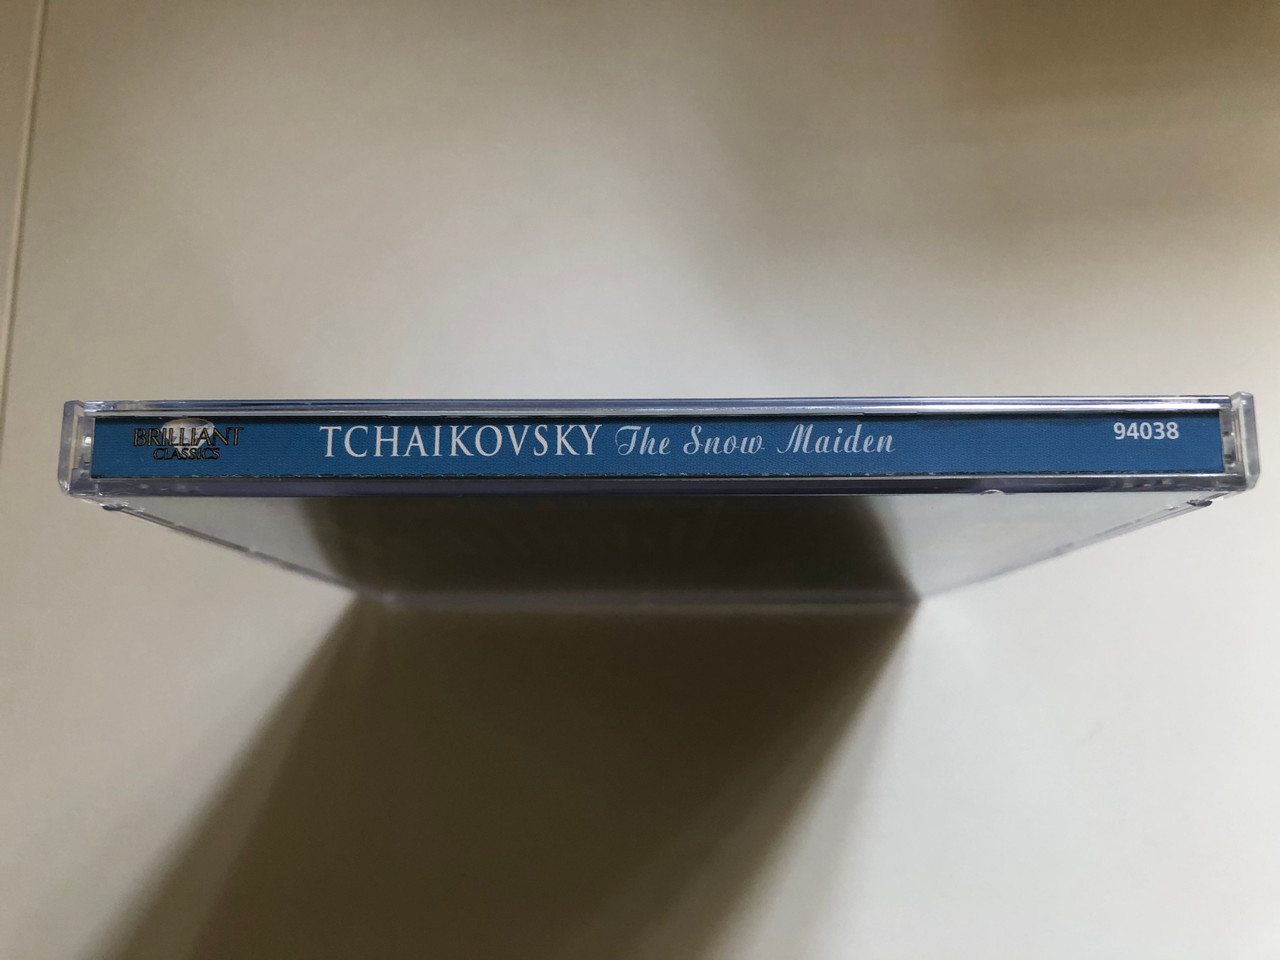 BRILLIANT
CLASSICS
TCHAIKOVSKY The Snow Maiden
94038